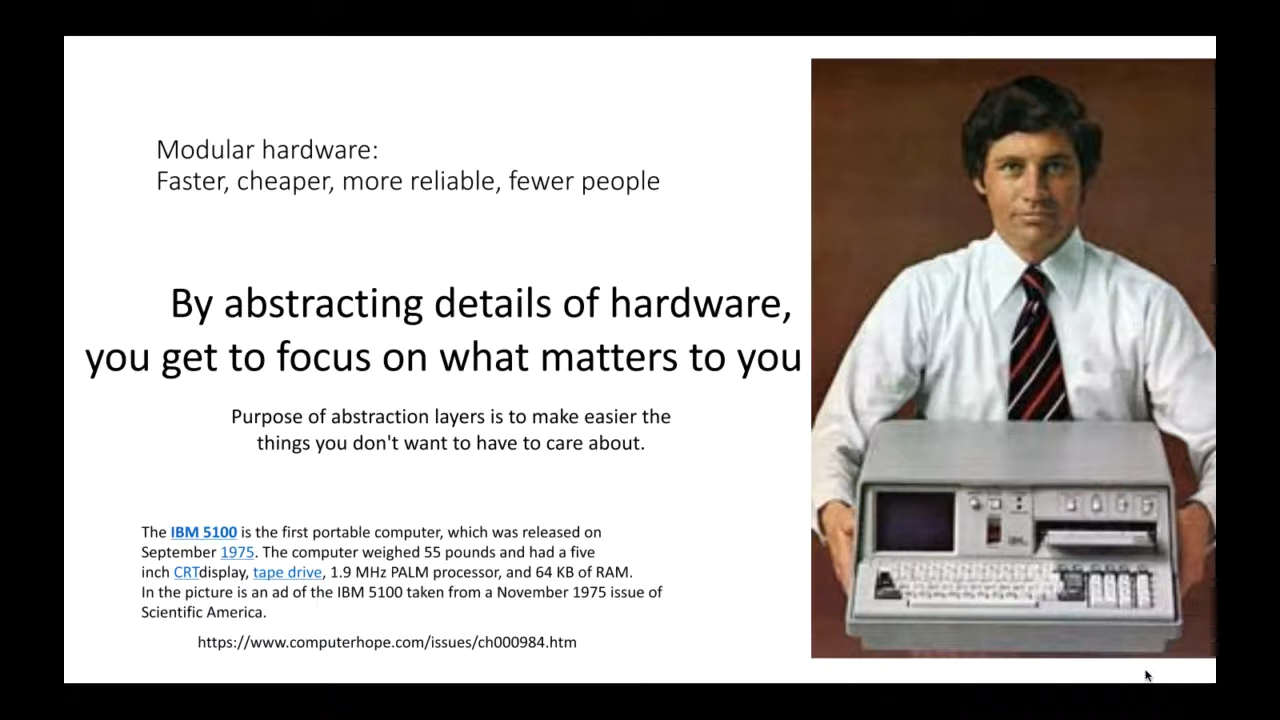 Modular hardware:
Faster, cheaper, more reliable, fewer people
By abstracting details of hardware,
you get to focus on what matters to you
Purpose of abstraction layers is to make easier the
things you don't want to have to care about.
The IBM 5100 is the first portable computer, which was released on
September 1975. The computer weighed 55 pounds and had a five
inch CRTdisplay, tape drive, 1.9 MHz PALM processor, and 64 KB of RAM.
In the picture is an ad of the IBM 5100 taken from a November 1975 issue of
Scientific America.
https://www.computerhope.com/issues/ch000984.htm